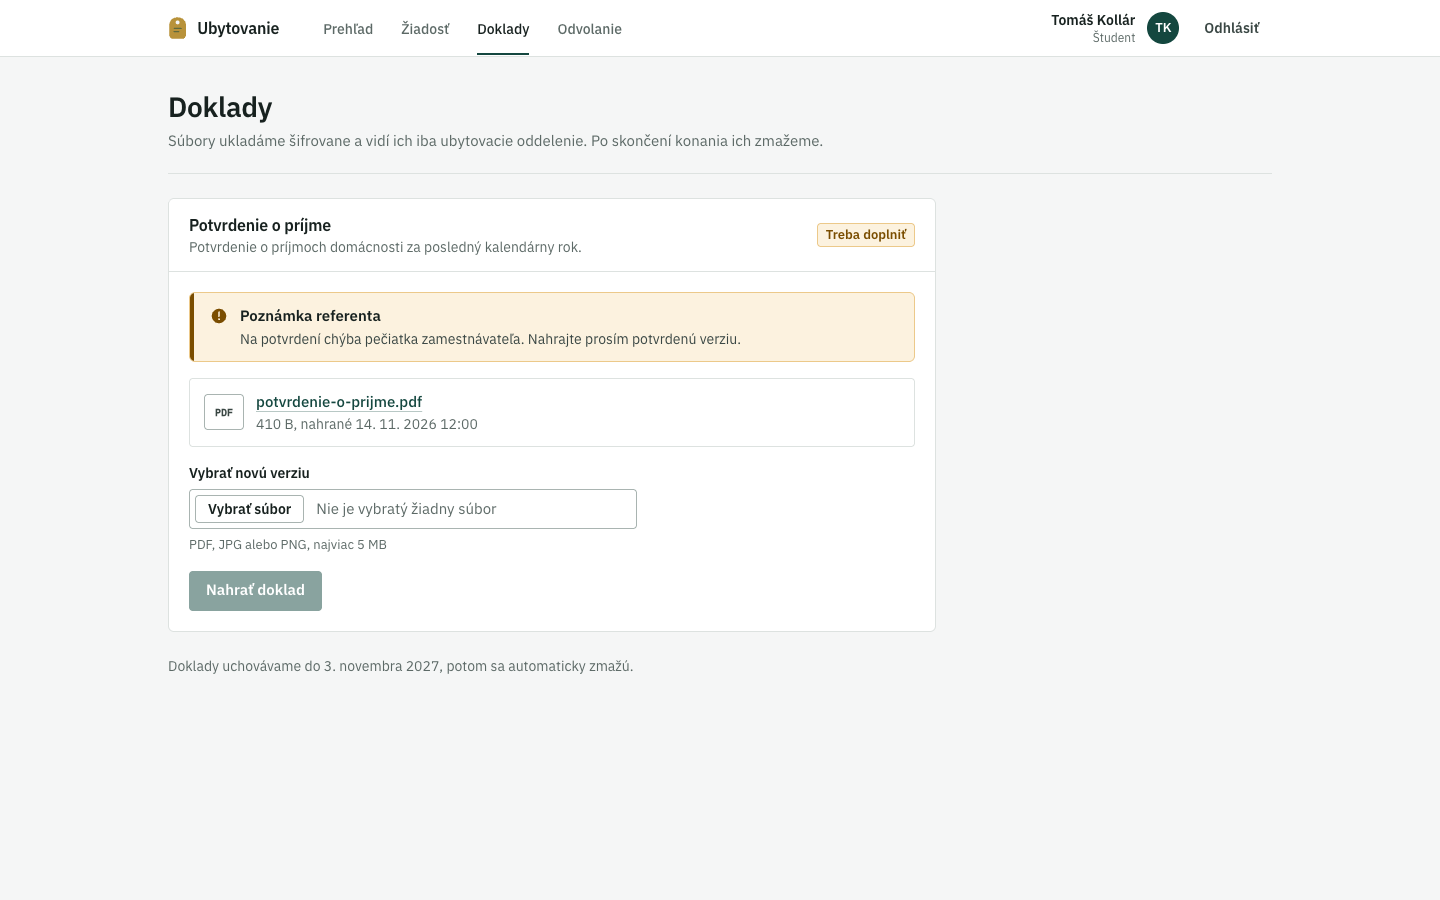 Ubytovanie
Prehľad
Žiadosť
Doklady
Odvolanie
Tomáš Kollár
Študent
TK
Odhlásiť
Doklady
Súbory ukladáme šifrovane a vidí ich iba ubytovacie oddelenie. Po skončení konania ich zmažeme.
Potvrdenie o príjme
Potvrdenie o príjmoch domácnosti za posledný kalendárny rok.
Treba doplniť
Poznámka referenta
Na potvrdení chýba pečiatka zamestnávateľa. Nahrajte prosím potvrdenú verziu.
PDF
potvrdenie-o-prijme.pdf
410 B, nahrané 14. 11. 2026 12:00
Vybrať novú verziu
Vybrať súbor
Nie je vybratý žiadny súbor
PDF, JPG alebo PNG, najviac 5 MB
Nahrať doklad
Doklady uchovávame do 3. novembra 2027, potom sa automaticky zmažú.